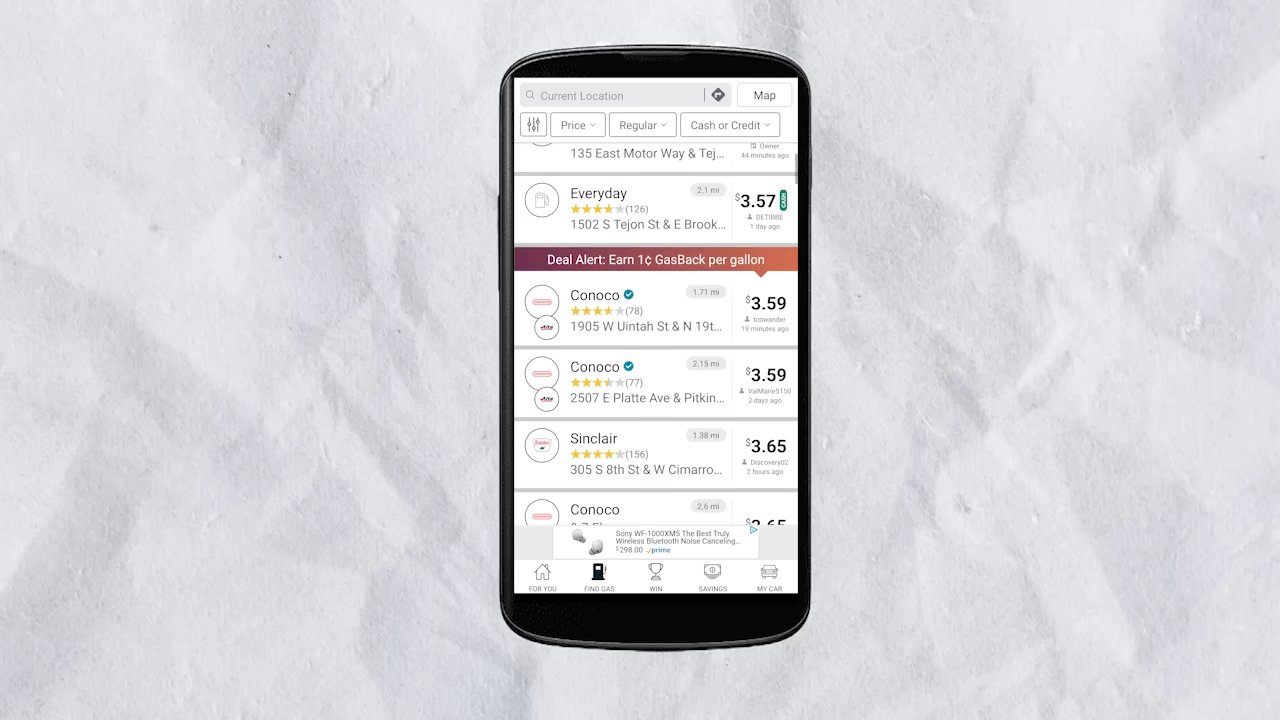 Current Location
Map
Price
Regular
Cash or Credit
135 East Motor Way & Tej...
Owner
44 minutes ago
Everyday
2.1 mi
(126)
1502 S Tejon St & E Brook...
$3.57
CASH
DETIBBE
1 day ago
Deal Alert: Earn 1¢ GasBack per gallon
Conoco
1.71 mi
(78)
1905 W Uintah St & N 19t...
$3.59
tcowander
19 minutes ago
Conoco
2.15 mi
(77)
2507 E Platte Ave & Pitkin...
$3.59
ValMarie5150
2 days ago
Sinclair
1.38 mi
(156)
305 S 8th St & W Cimarro...
$3.65
Discovery02
2 hours ago
Conoco
2.6 mi
$3.65
Sony WF-1000XM5 The Best Truly
Wireless Bluetooth Noise Canceling...
$298.00 prime
FOR YOU
FIND GAS
WIN
SAVINGS
MY CAR